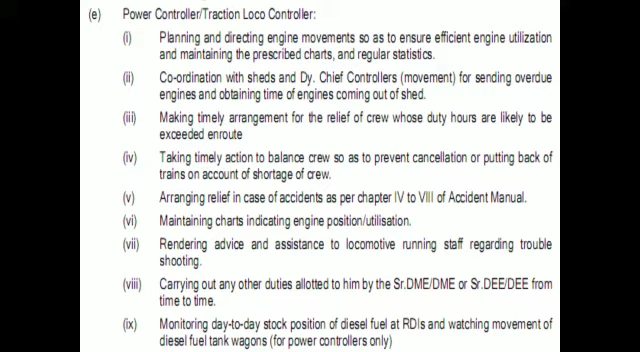 (e) Power Controller/Traction Loco Controller:
(i) Planning and directing engine movements so as to ensure efficient engine utilization
and maintaining the prescribed charts, and regular statistics.
(ii) Co-ordination with sheds and Dy. Chief Controllers (movement) for sending overdue
engines and obtaining time of engines coming out of shed.
(iii) Making timely arrangement for the relief of crew whose duty hours are likely to be
exceeded enroute
(iv) Taking timely action to balance crew so as to prevent cancellation or putting back of
trains on account of shortage of crew.
(v) Arranging relief in case of accidents as per chapter IV to VIII of Accident Manual.
(vi) Maintaining charts indicating engine position/utilisation.
(vii) Rendering advice and assistance to locomotive running staff regarding trouble
shooting.
(viii) Carrying out any other duties allotted to him by the Sr.DME/DME or Sr.DEE/DEE from
time to time.
(ix) Monitoring day-to-day stock position of diesel fuel at RDIs and watching movement of
diesel fuel tank wagons (for power controllers only)